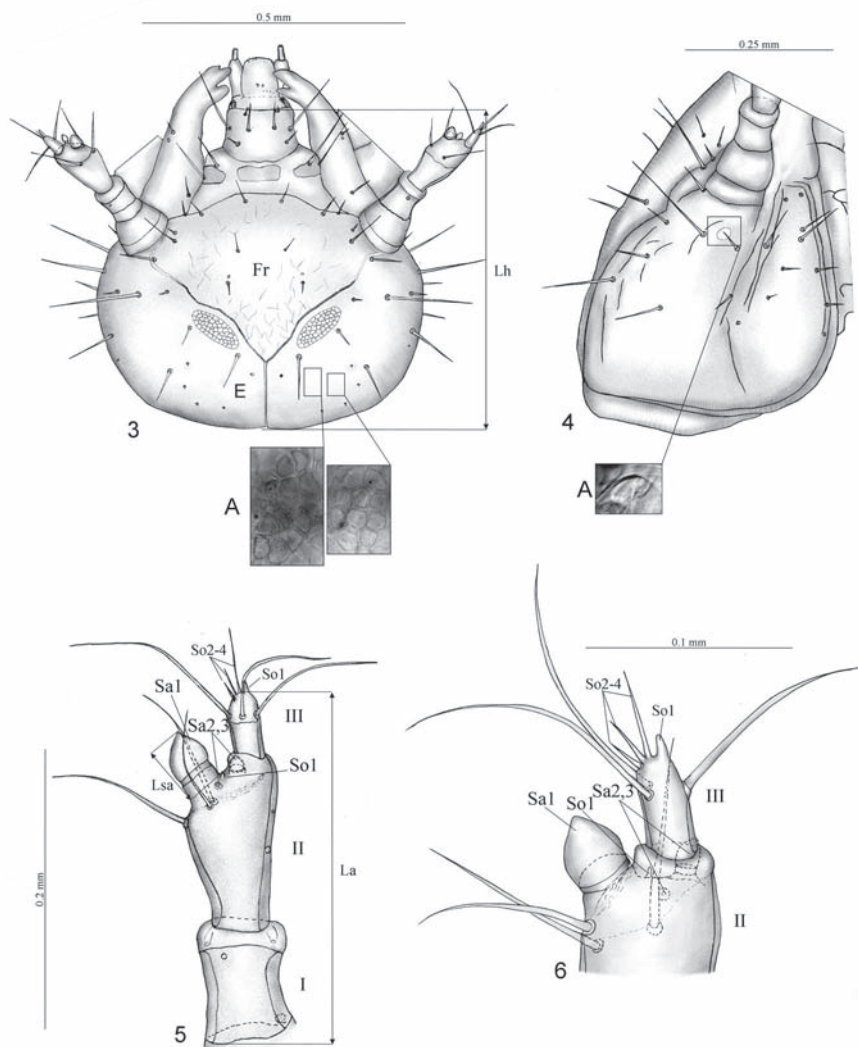 0.5 mm
0.25 mm
Fr
Lh
E
3
4
A
A
So2-4
So1
Sa1
III
Sa2,3
So1
Lsa
II
La
0.2 mm
I
5
0.1 mm
So2-4
So1
Sa2,3
Sa1
So1
III
II
6